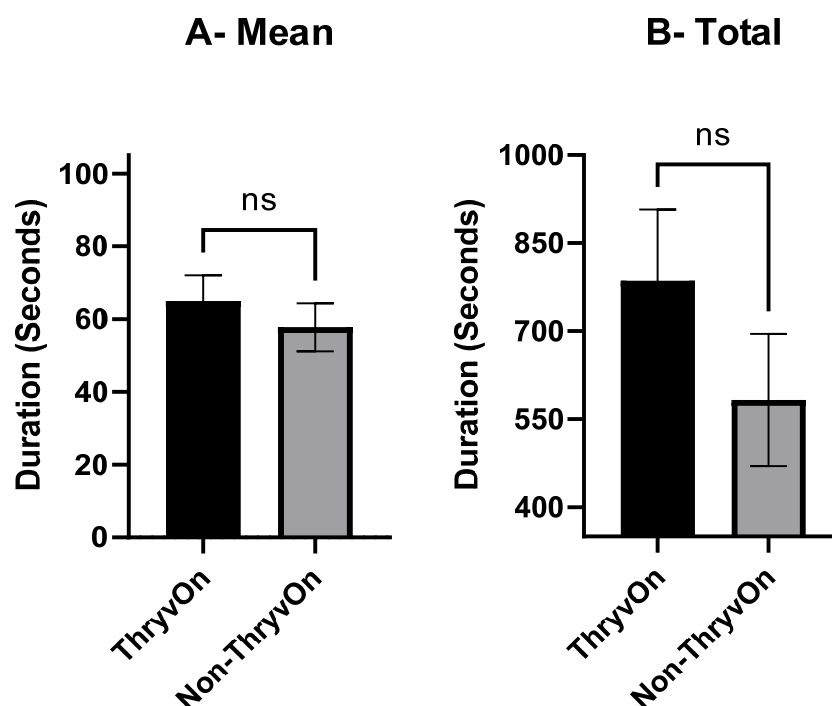 A- Mean
B- Total
Duration (Seconds)
100
80
60
40
20
0
ns
ThryvOn
Non-ThryvOn
Duration (Seconds)
1000
850
700
550
400
ns
ThryvOn
Non-ThryvOn